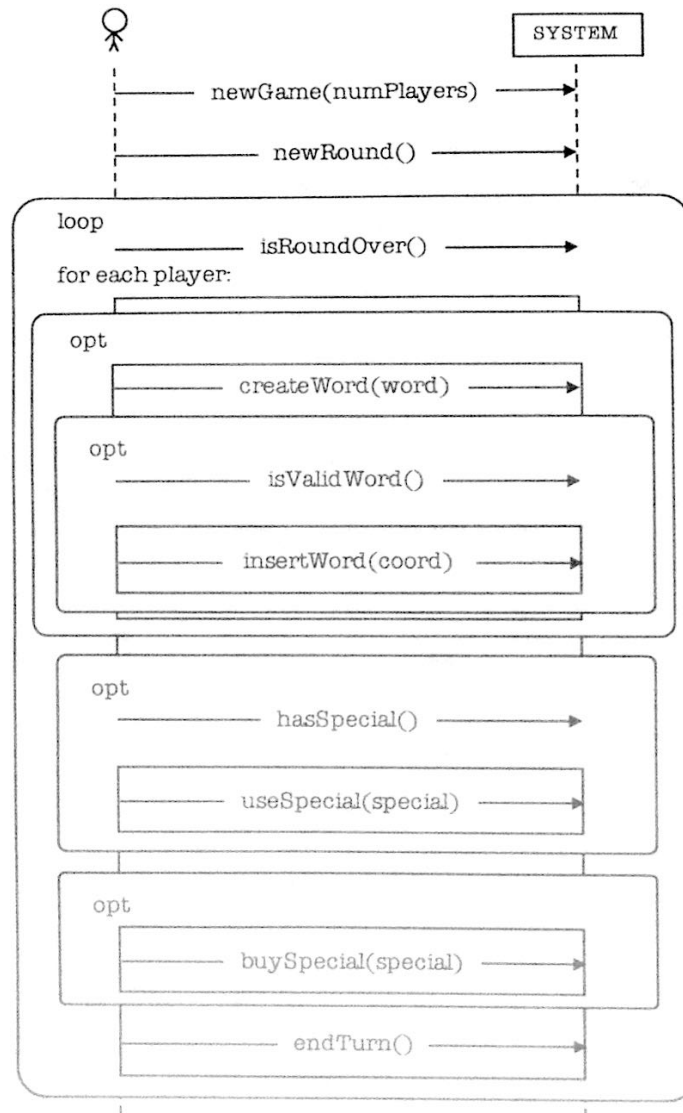 SYSTEM
newGame(numPlayers)
newRound()
loop
isRoundOver()
for each player:
opt
createWord(word)
opt
isValidWord()
insertWord(coord)
opt
hasSpecial()
useSpecial(special)
opt
buySpecial(special)
endTurn()